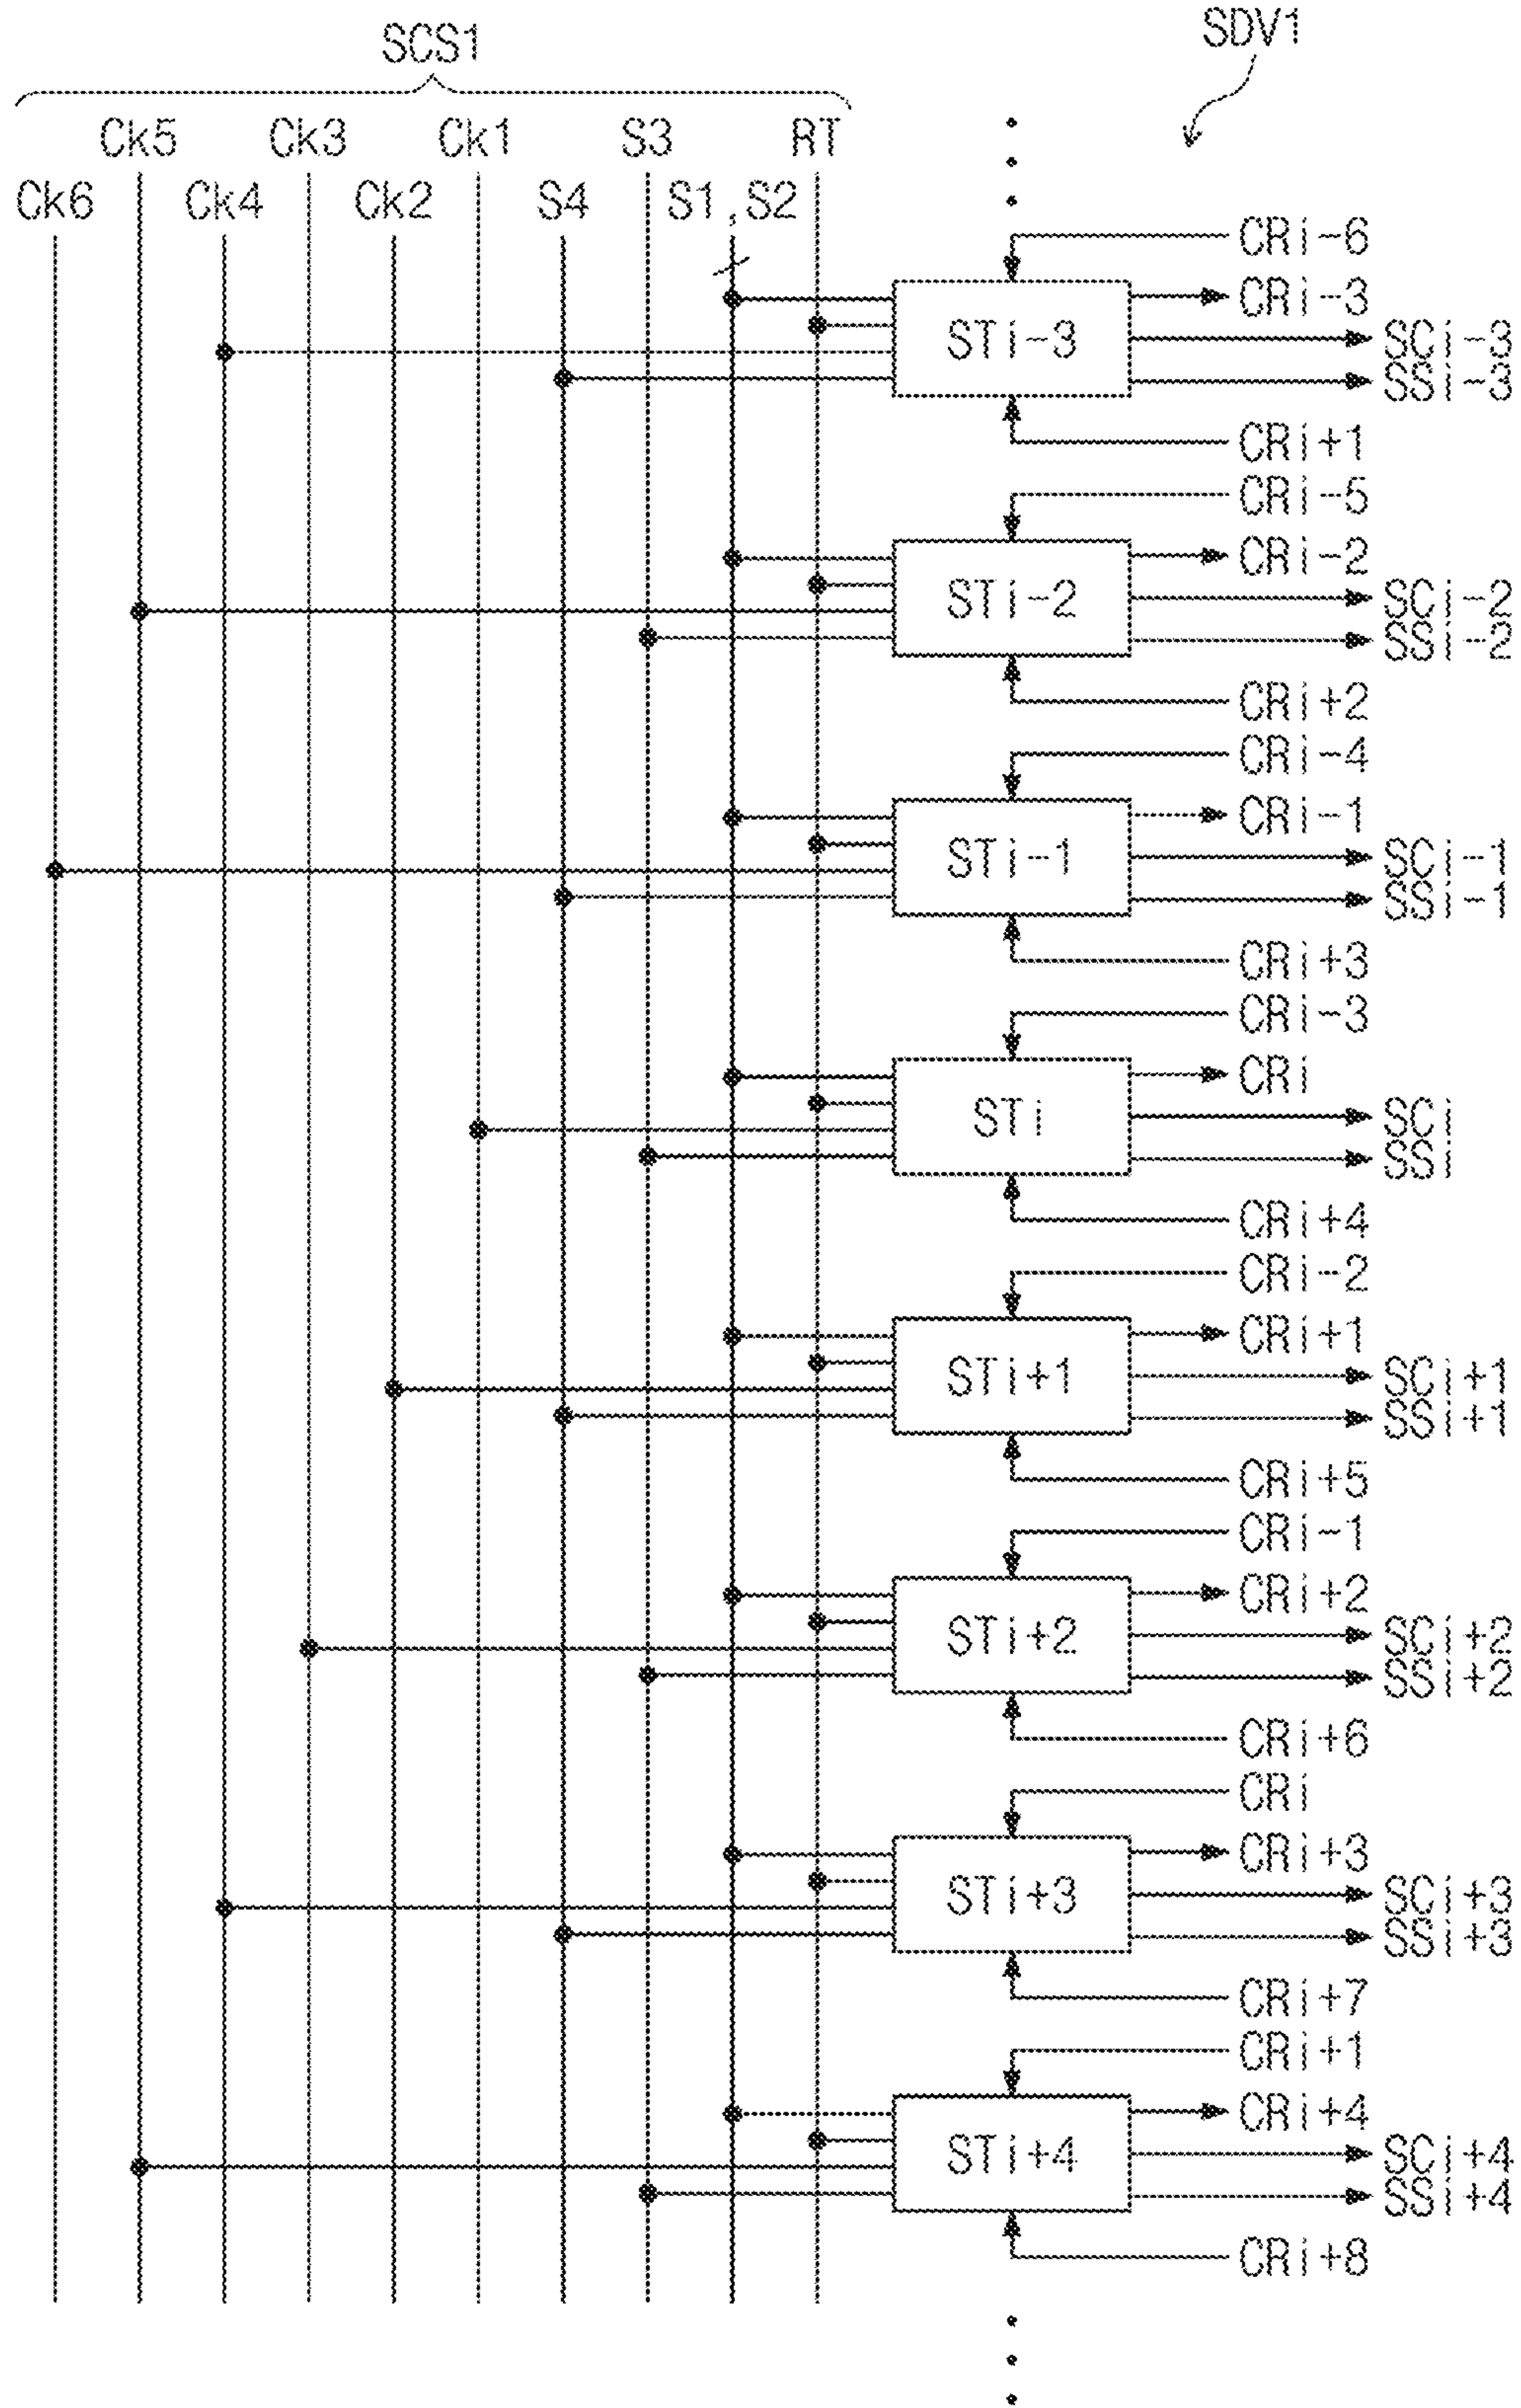 SCS1
SDV1
Ck5 Ck3 Ck1 S3 RT
Ck6 Ck4 Ck2 S4 S1,S2
CRi-6
CRi-3
STi-3
SCi-3
SSi-3
CRi+1
CRi-5
CRi-2
STi-2
SCi-2
SSi-2
CRi+2
CRi-4
CRi-1
STi-1
SCi-1
SSi-1
CRi+3
CRi-3
CRi
STi
SCi
SSi
CRi+4
CRi-2
CRi+1
STi+1
SCi+1
SSi+1
CRi+5
CRi-1
CRi+2
STi+2
SCi+2
SSi+2
CRi+6
CRi
CRi+3
STi+3
SCi+3
SSi+3
CRi+7
CRi+1
CRi+4
STi+4
SCi+4
SSi+4
CRi+8